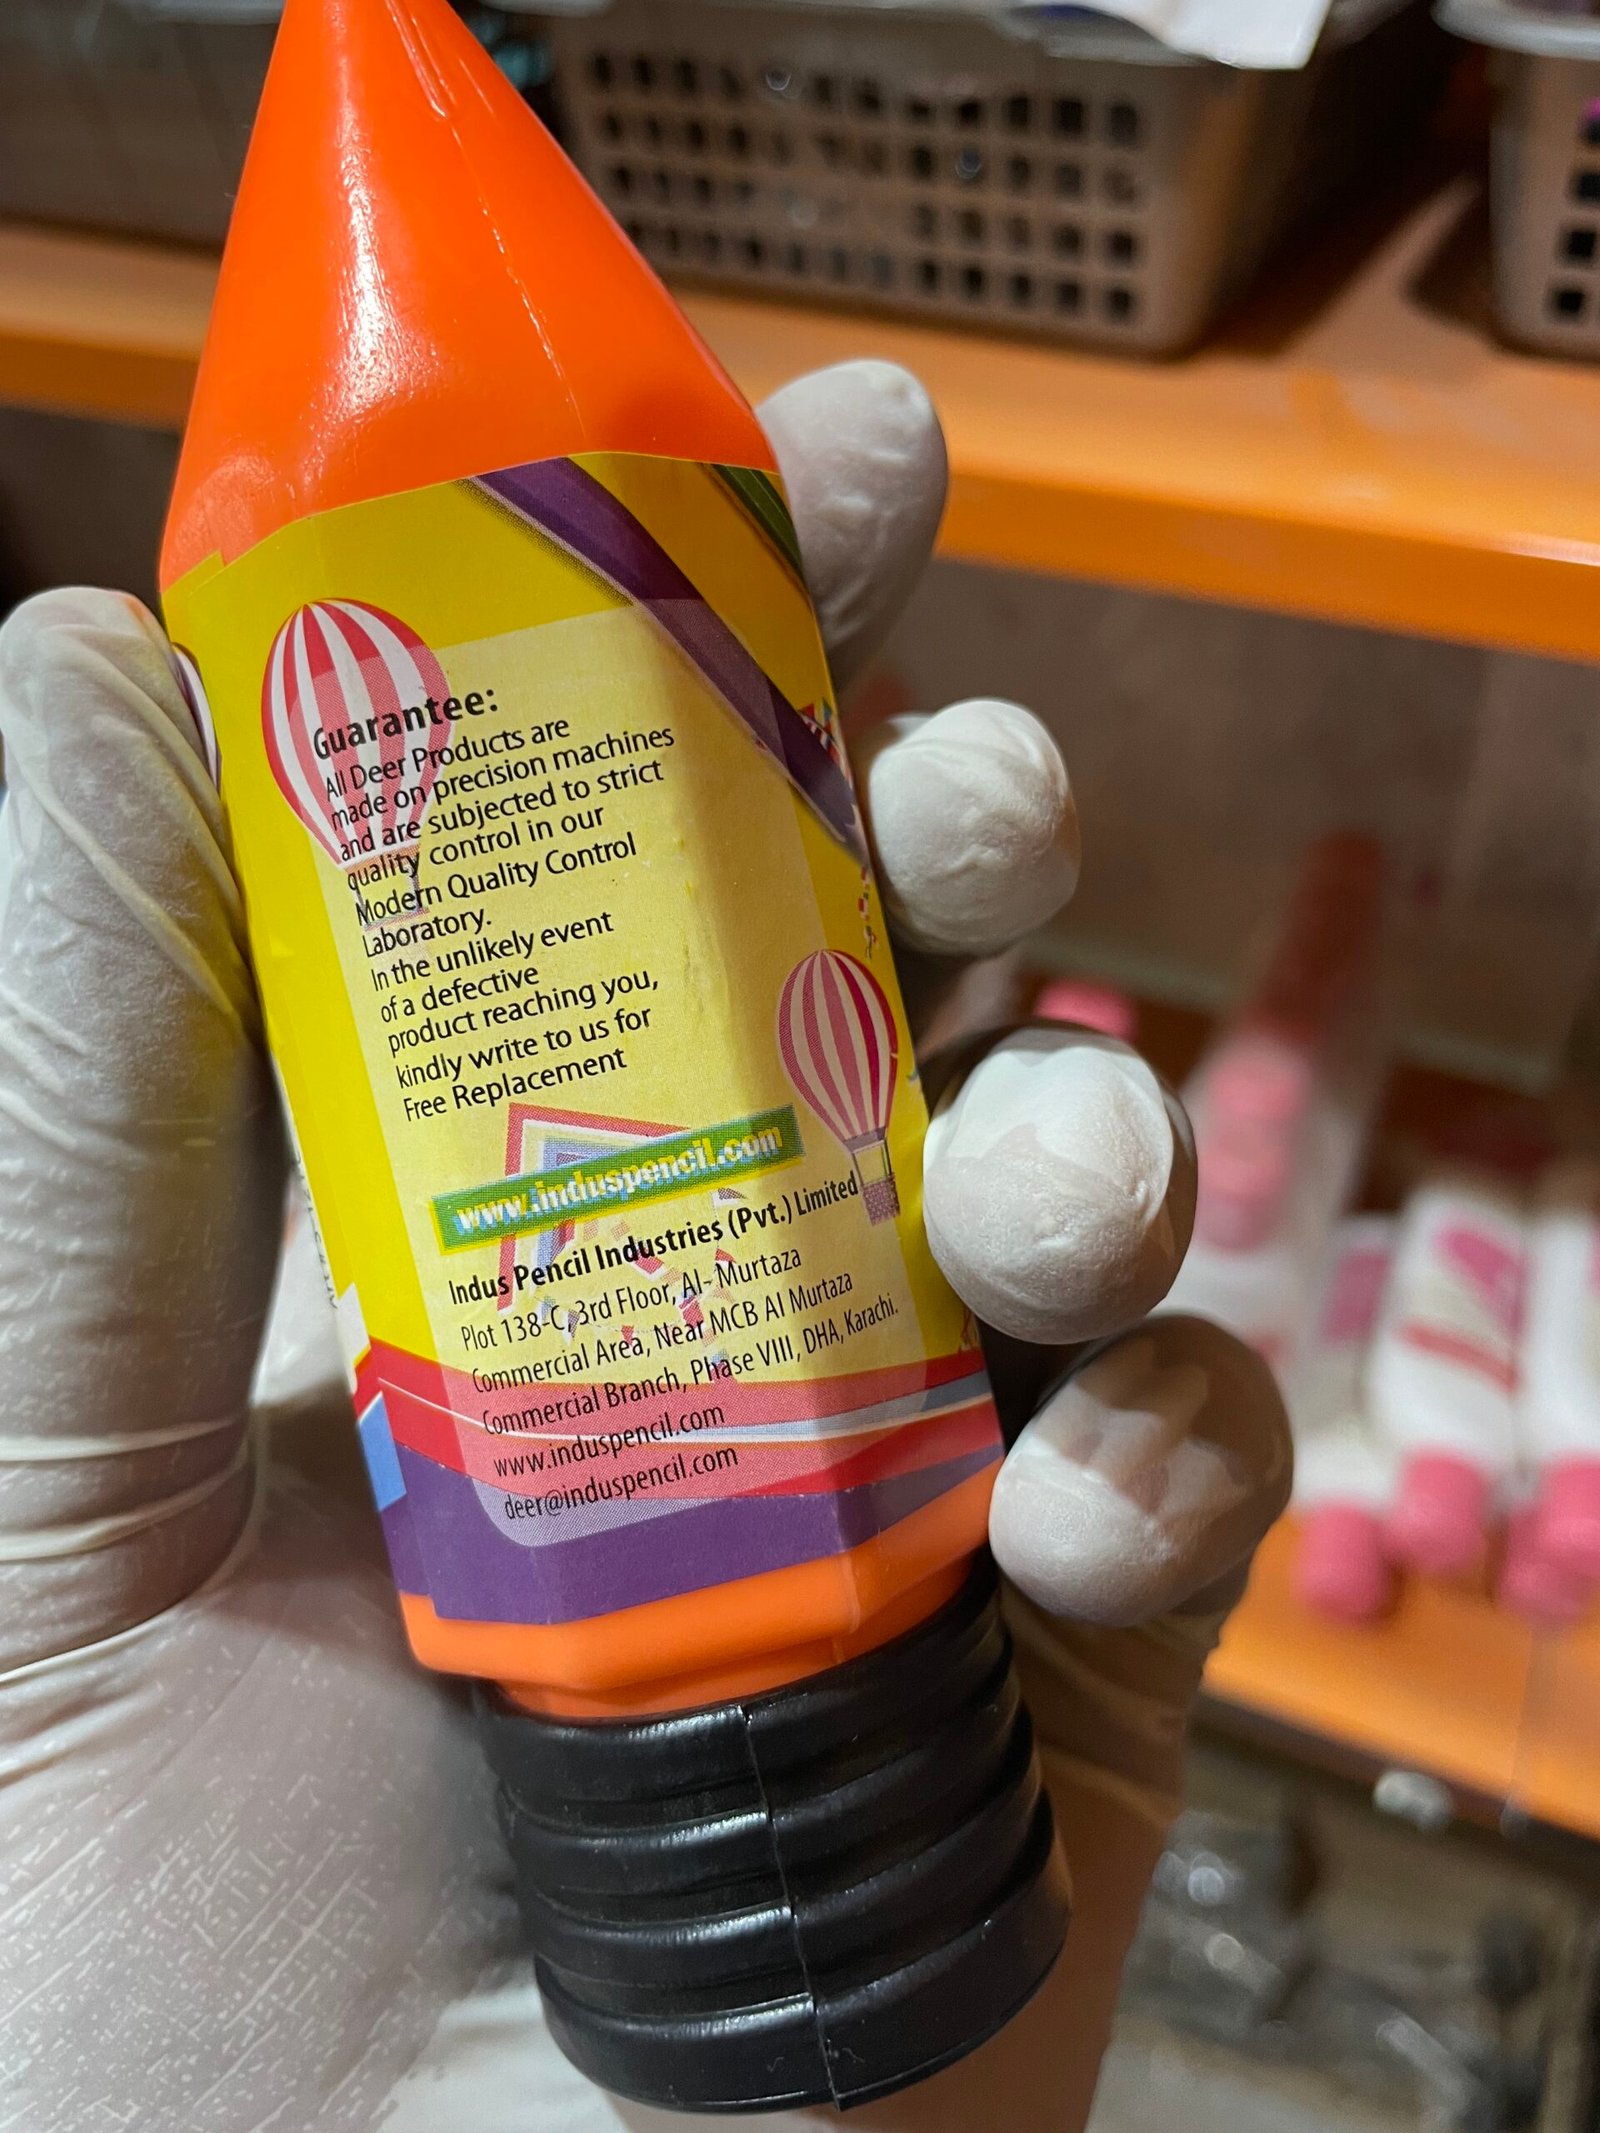 Guarantee:
All Deer Products are
made on precision machines
and are subjected to strict
quality control in our
Modern Quality Control
Laboratory.
In the unlikely event
of a defective
product reaching you,
kindly write to us for
Free Replacement
www.induspencil.com
Indus Pencil Industries (Pvt.) Limited
Plot 138-C, 3rd Floor, Al-Murtaza
Commercial Area, Near MCB Al Murtaza
Commercial Branch, Phase VIII, DHA, Karachi.
www.induspencil.com
deer@induspencil.com